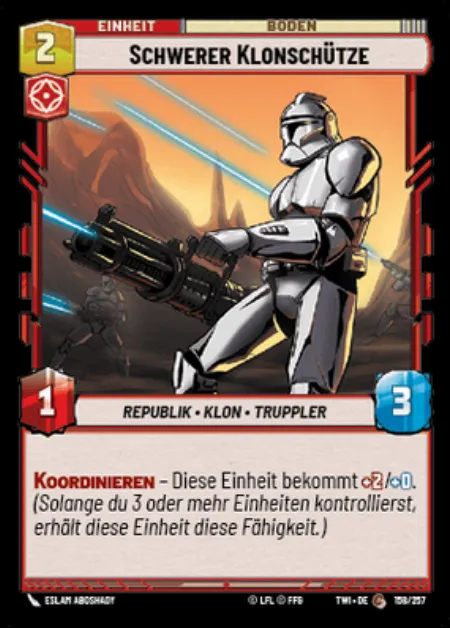 EINHEIT
BODEN
2
SCHWERER KLONSCHÜTZE
1
REPUBLIK • KLON • TRUPPLER
3
KOORDINIEREN – Diese Einheit bekommt +2/+0.
(Solange du 3 oder mehr Einheiten kontrollierst,
erhält diese Einheit diese Fähigkeit.)
ESLAM ABOSHADY
© LFL © FFG
TWI • DE
C
158/257